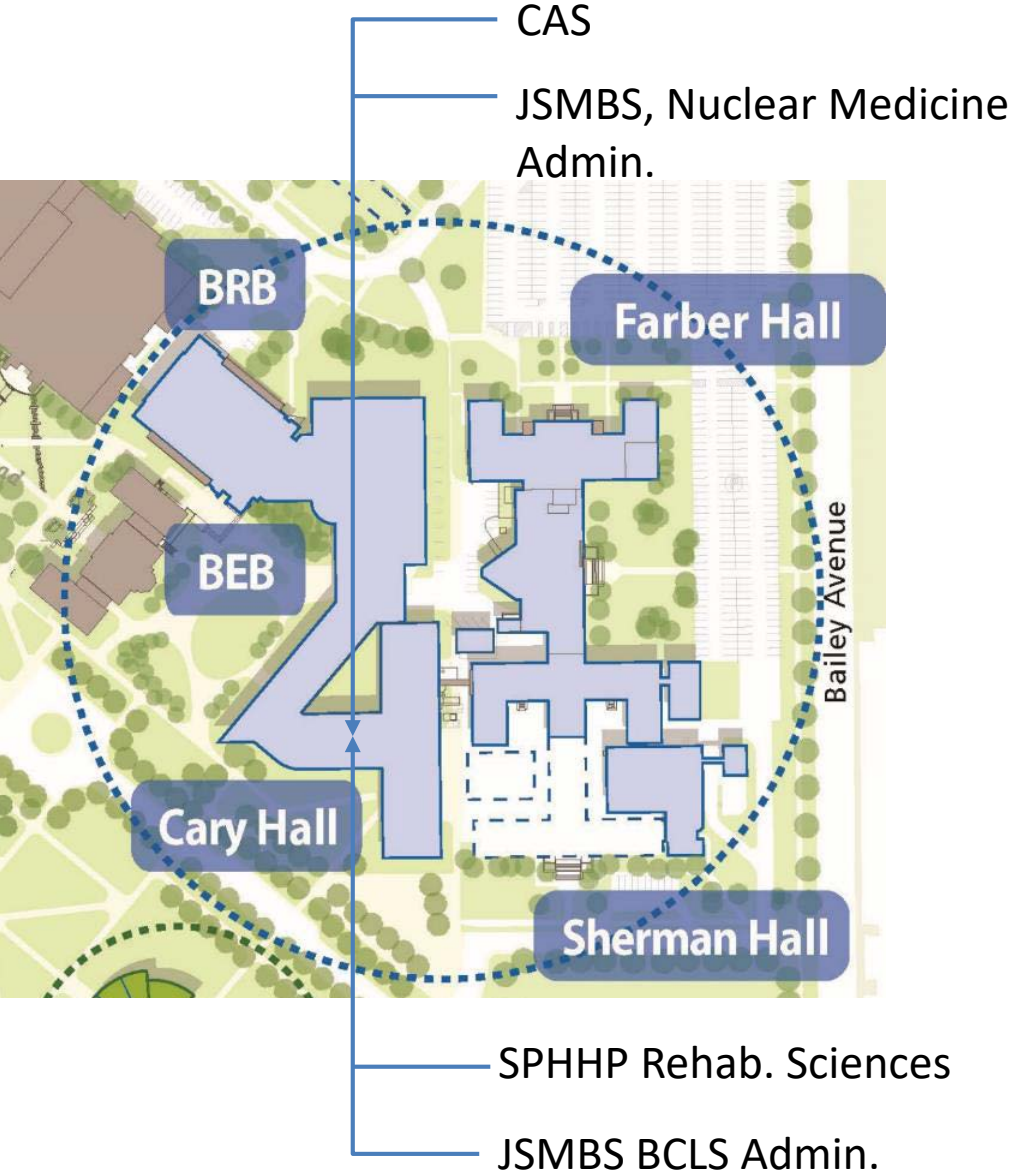 CAS
JSMBS, Nuclear Medicine
Admin.
BRB
Farber Hall
BEB
Bailey Avenue
Cary Hall
Sherman Hall
SPHHP Rehab. Sciences
JSMBS BCLS Admin.